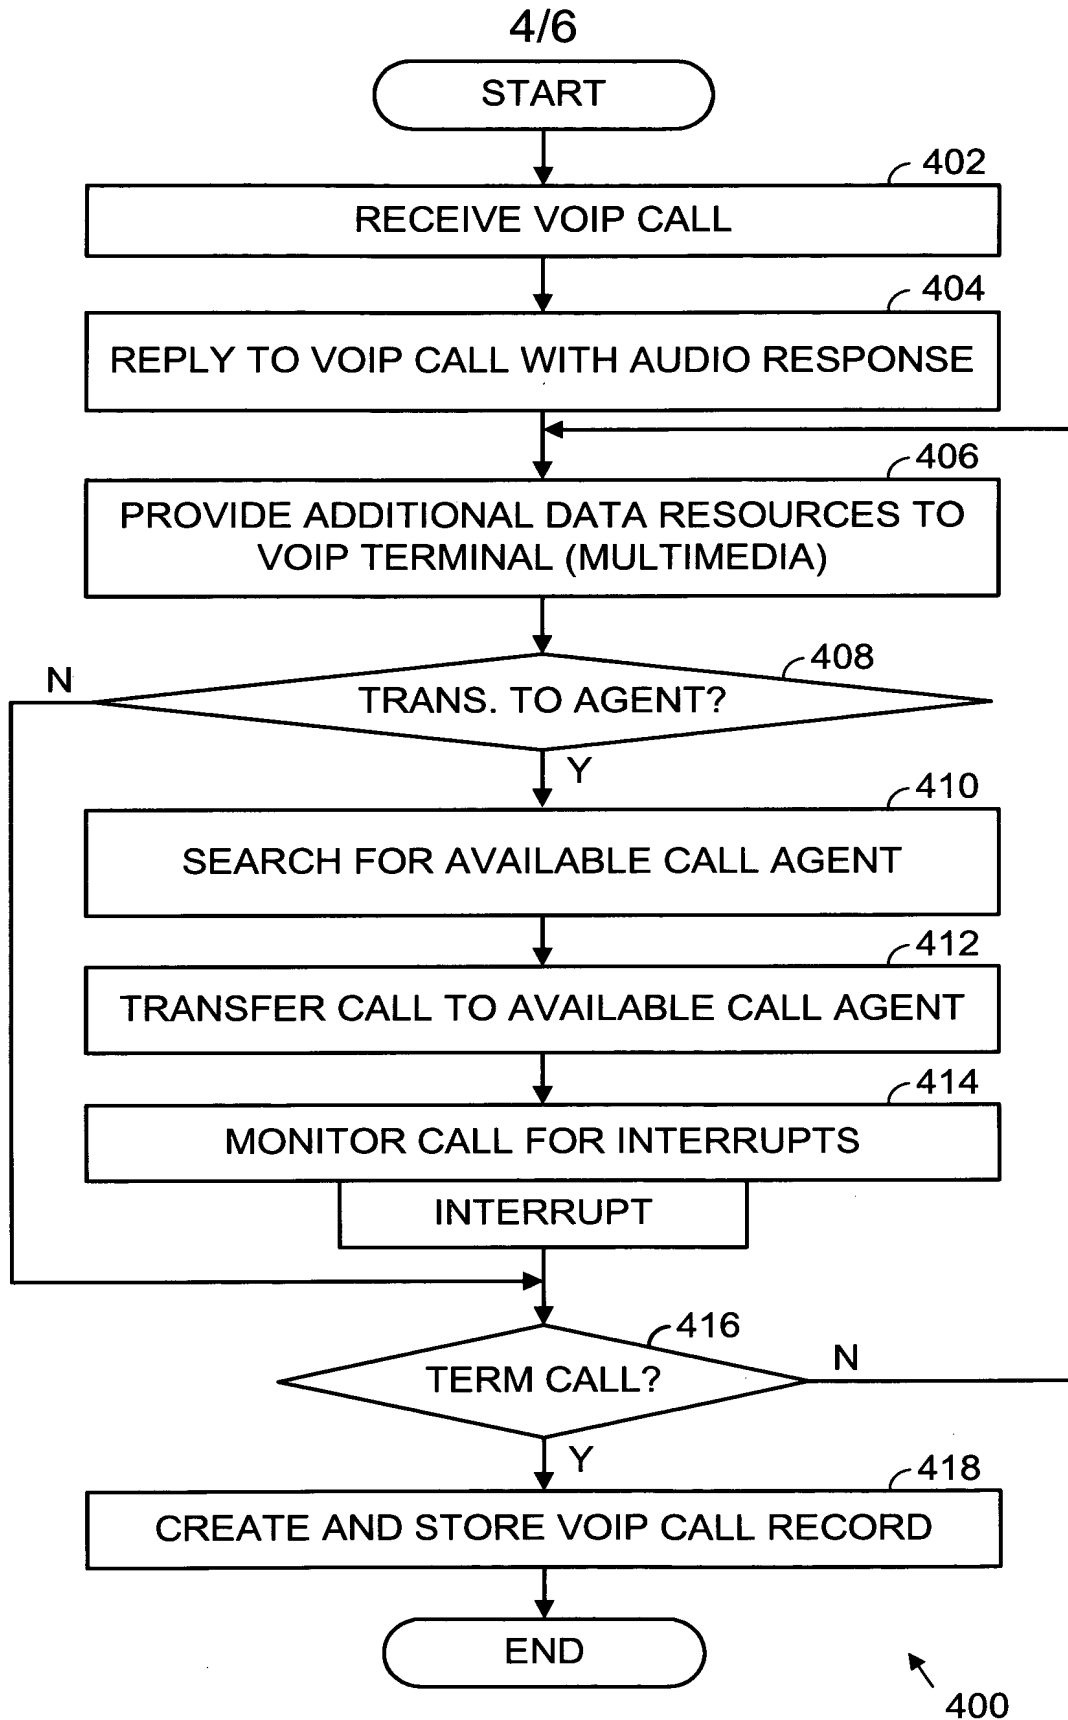 4/6
START
402
RECEIVE VOIP CALL
404
REPLY TO VOIP CALL WITH AUDIO RESPONSE
406
PROVIDE ADDITIONAL DATA RESOURCES TO
VOIP TERMINAL (MULTIMEDIA)
N
408
TRANS. TO AGENT?
Y
410
SEARCH FOR AVAILABLE CALL AGENT
412
TRANSFER CALL TO AVAILABLE CALL AGENT
414
MONITOR CALL FOR INTERRUPTS
INTERRUPT
416
TERM CALL?
N
Y
418
CREATE AND STORE VOIP CALL RECORD
END
400